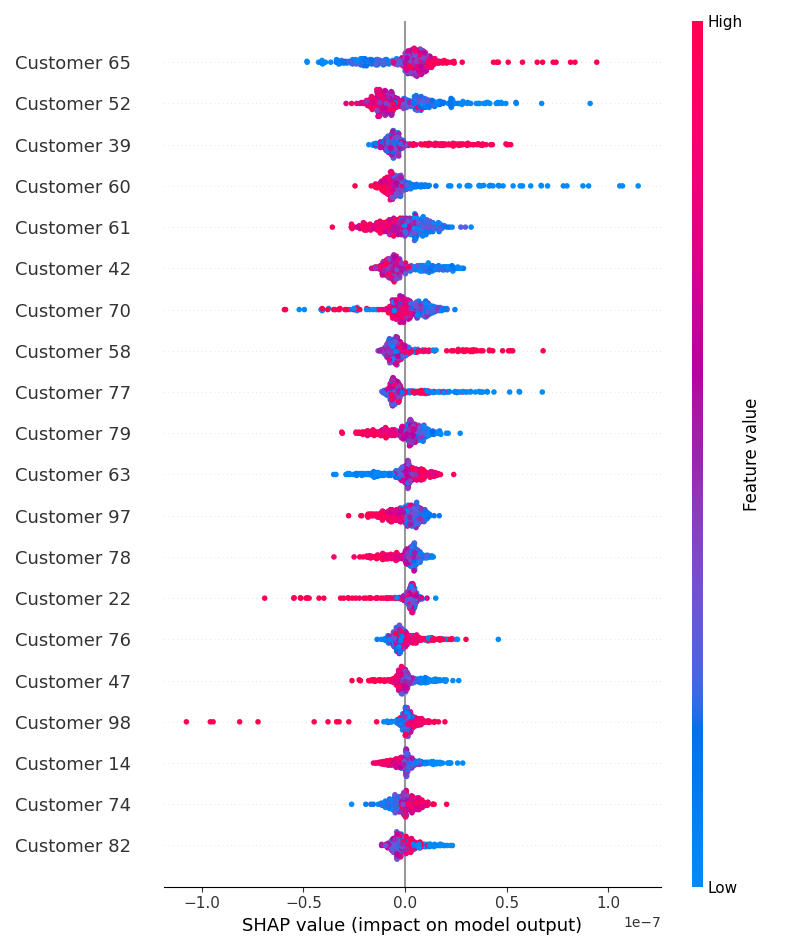 High
Customer 65
Customer 52
Customer 39
Customer 60
Customer 61
Customer 42
Customer 70
Customer 58
Customer 77
Customer 79
Customer 63
Customer 97
Customer 78
Customer 22
Customer 76
Customer 47
Customer 98
Customer 14
Customer 74
Customer 82
Feature value
Low
−1.0 −0.5 0.0 0.5 1.0
1e−7
SHAP value (impact on model output)